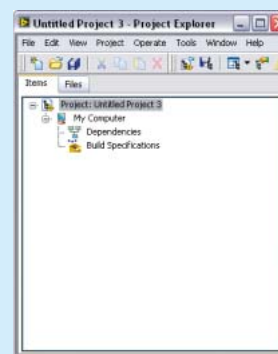 Untitled Project 3 - Project Explorer
File Edit View Project Operate Tools Window Help
Items Files
Project: Untitled Project 3
My Computer
Dependencies
Build Specifications